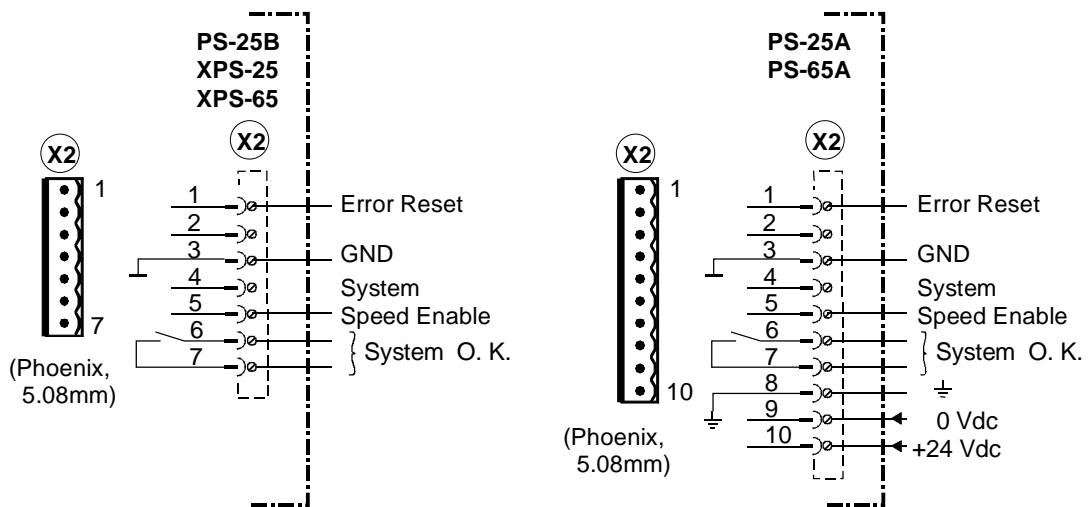 PS-25B
XPS-25
XPS-65
X2
X2
1
7
(Phoenix,
5.08mm)
1 Error Reset
2
3 GND
4 System
5 Speed Enable
6
7
System O. K.
PS-25A
PS-65A
X2
X2
1
10
(Phoenix,
5.08mm)
1 Error Reset
2
3 GND
4 System
5 Speed Enable
6
7
System O. K.
8
9 0 Vdc
10 +24 Vdc